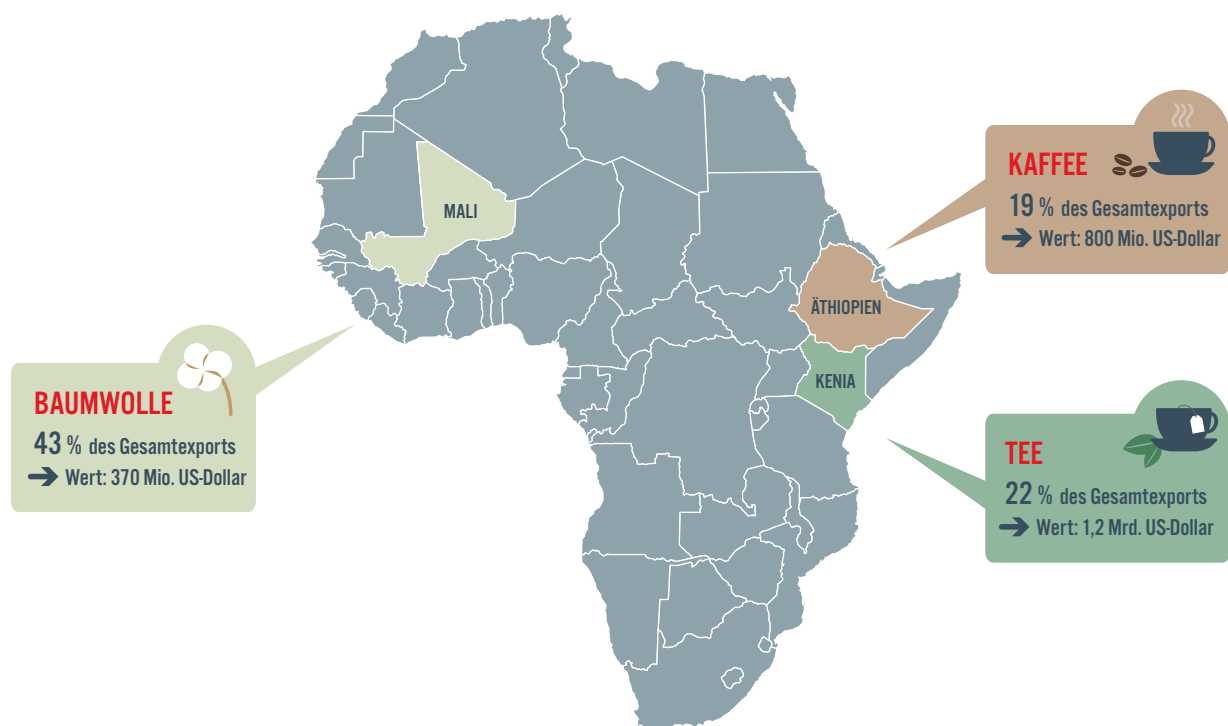 MALI
ÄTHIOPIEN
KENIA
BAUMWOLLE
43 % des Gesamtexports
➔ Wert: 370 Mio. US-Dollar
KAFFEE
19 % des Gesamtexports
➔ Wert: 800 Mio. US-Dollar
TEE
22 % des Gesamtexports
➔ Wert: 1,2 Mrd. US-Dollar